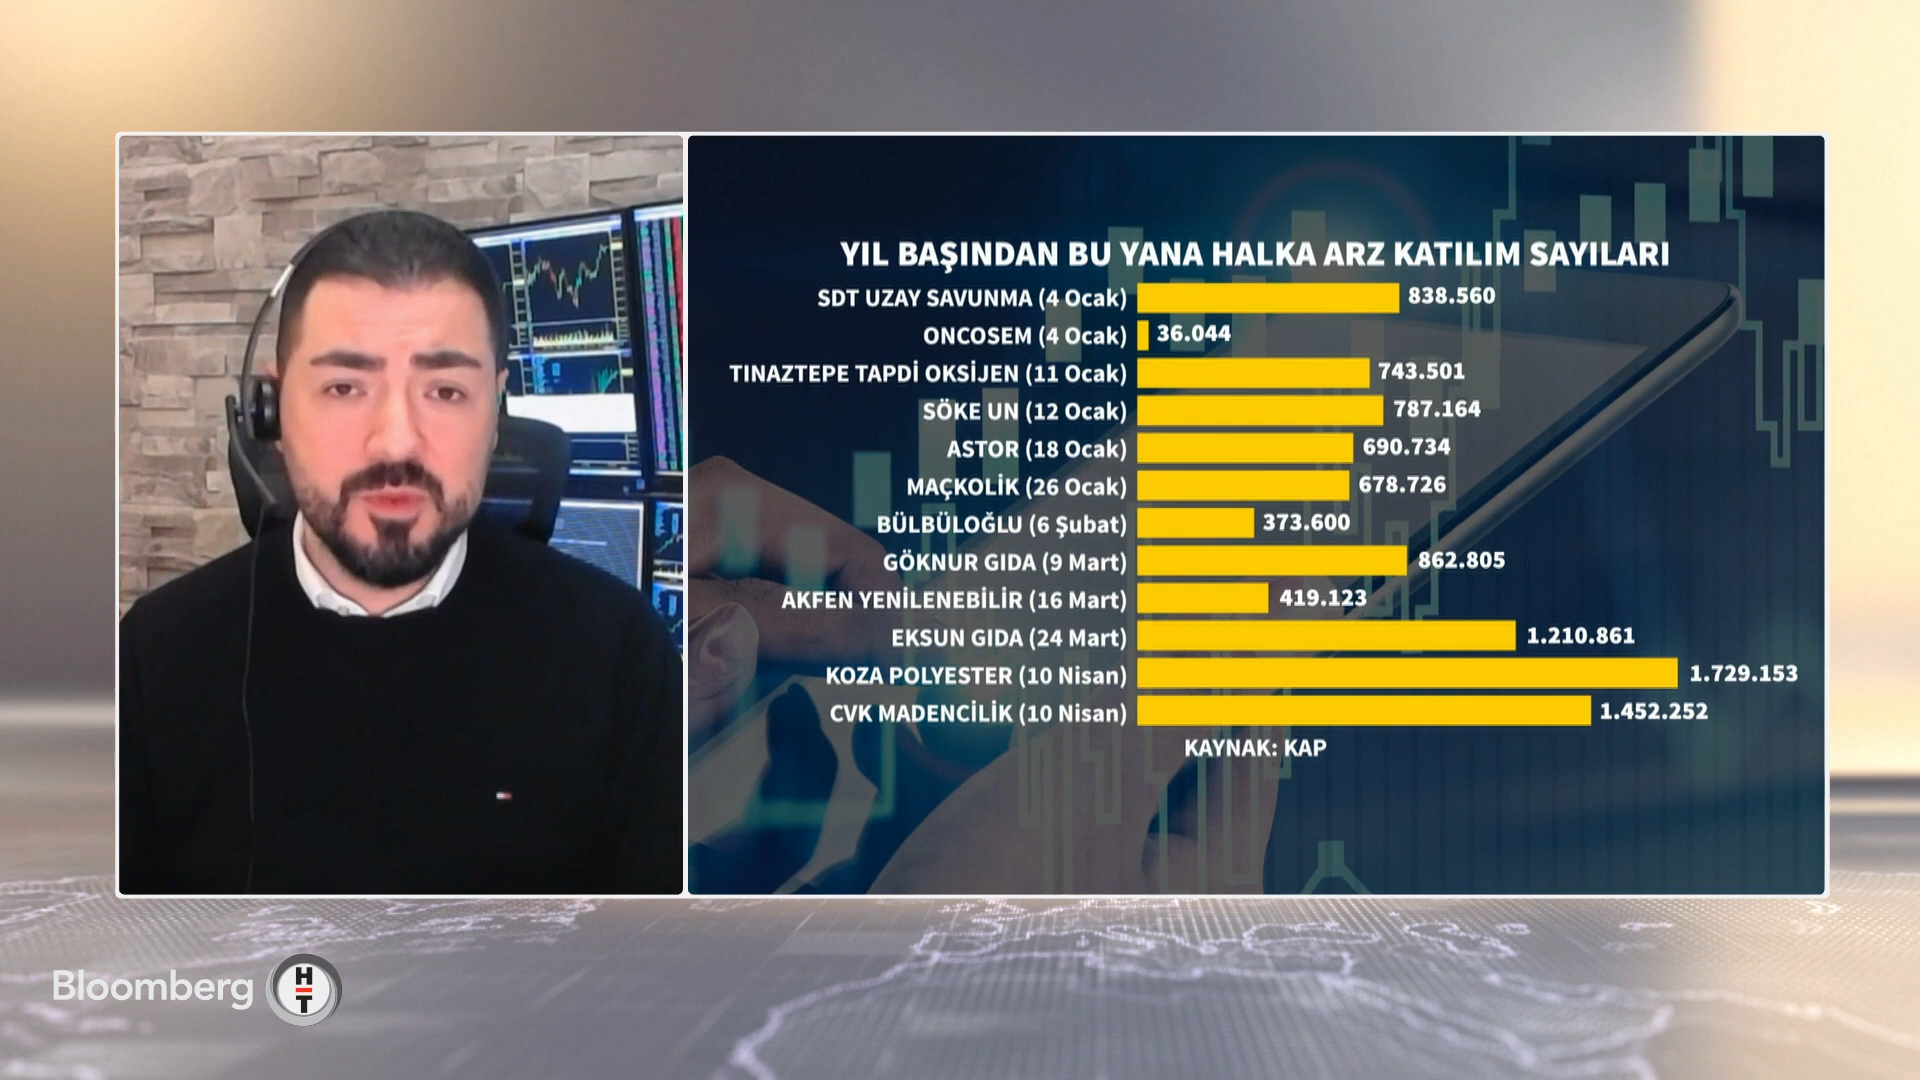 YIL BAŞINDAN BU YANA HALKA ARZ KATILIM SAYILARI
SDT UZAY SAVUNMA (4 Ocak) 838.560
ONCOSEM (4 Ocak) 36.044
TINAZTEPE TAPDİ OKSİJEN (11 Ocak) 743.501
SÖKE UN (12 Ocak) 787.164
ASTOR (18 Ocak) 690.734
MAÇKOLİK (26 Ocak) 678.726
BÜLBÜLOĞLU (6 Şubat) 373.600
GÖKNUR GIDA (9 Mart) 862.805
AKFEN YENİLENEBİLİR (16 Mart) 419.123
EKSUN GIDA (24 Mart) 1.210.861
KOZA POLYESTER (10 Nisan) 1.729.153
CVK MADENCİLİK (10 Nisan) 1.452.252
KAYNAK: KAP
Bloomberg HT